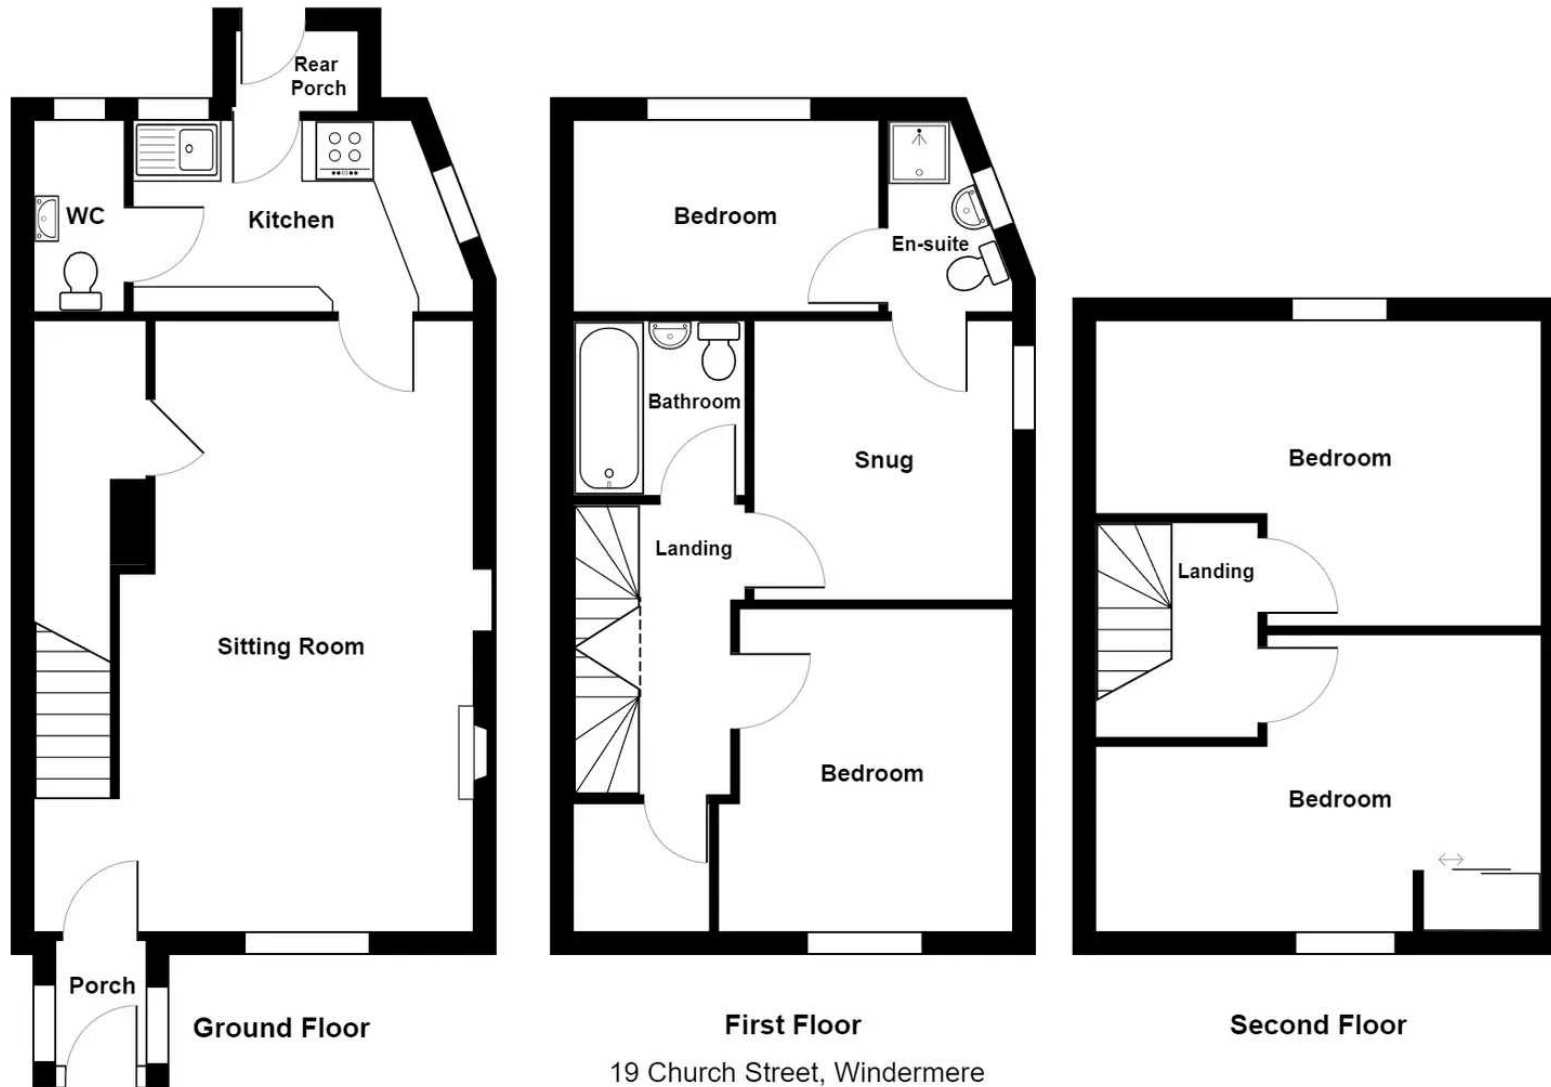 Rear
Porch
WC
Kitchen
Sitting Room
Porch
Ground Floor
Bedroom
En-suite
Bathroom
Snug
Landing
Bedroom
First Floor
Bedroom
Landing
Bedroom
Second Floor
19 Church Street, Windermere